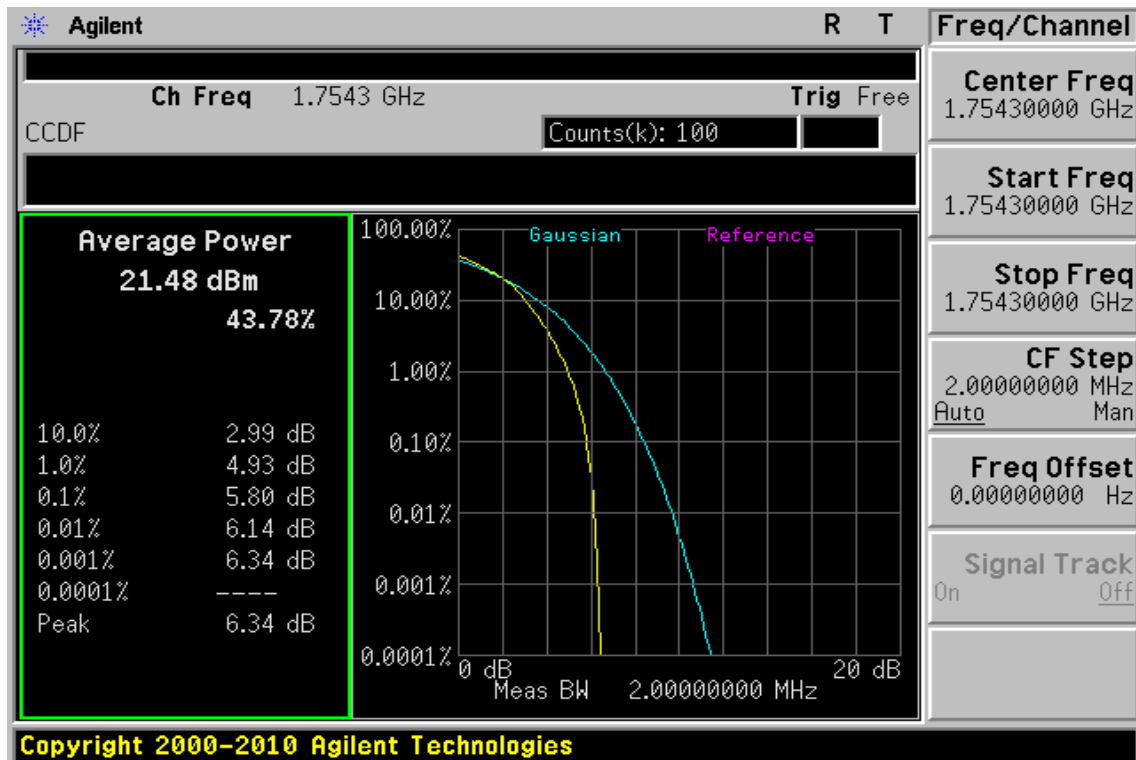 Agilent R T
Ch Freq 1.7543 GHz Trig Free
CCDF Counts(k): 100
Average Power
21.48 dBm
43.78%
10.0% 2.99 dB
1.0% 4.93 dB
0.1% 5.80 dB
0.01% 6.14 dB
0.001% 6.34 dB
0.0001% ----
Peak 6.34 dB
Gaussian Reference
100.00%
10.00%
1.00%
0.10%
0.01%
0.001%
0.0001%
0 dB 20 dB
Meas BW 2.00000000 MHz
Freq/Channel
Center Freq
1.75430000 GHz
Start Freq
1.75430000 GHz
Stop Freq
1.75430000 GHz
CF Step
2.00000000 MHz
Auto Man
Freq Offset
0.00000000 Hz
Signal Track
On Off
Copyright 2000-2010 Agilent Technologies